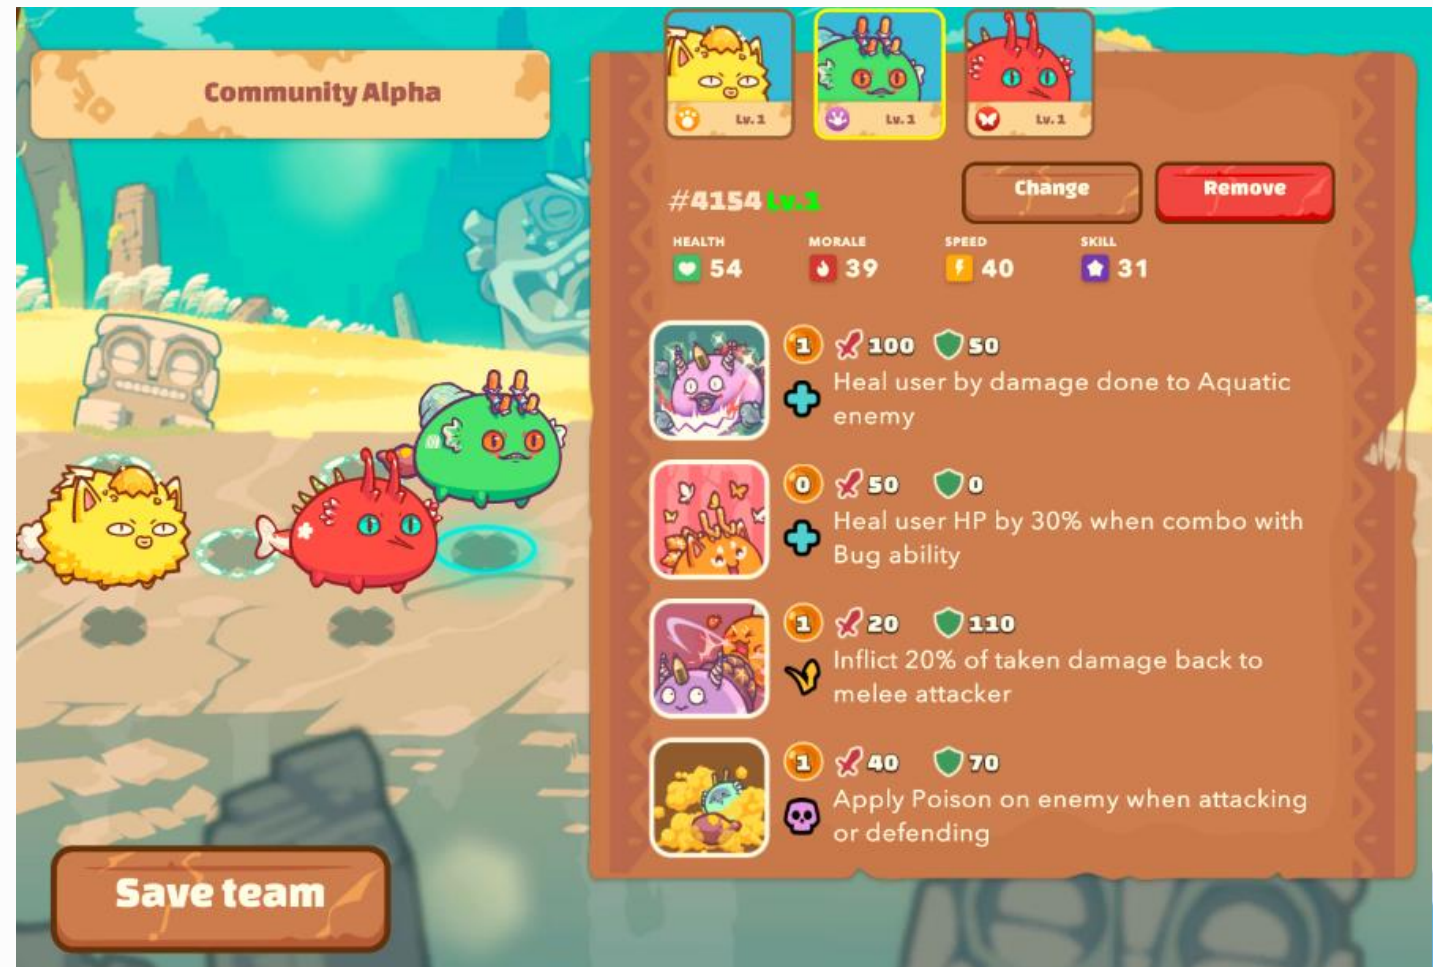 Community Alpha
Lv.1
Lv.1
Lv.1
#4154 Lv.1
Change
Remove
HEALTH
MORALE
SPEED
SKILL
54
39
40
31
1 100 50
Heal user by damage done to Aquatic
enemy
0 50 0
Heal user HP by 30% when combo with
Bug ability
1 20 110
Inflict 20% of taken damage back to
melee attacker
1 40 70
Apply Poison on enemy when attacking
or defending
Save team